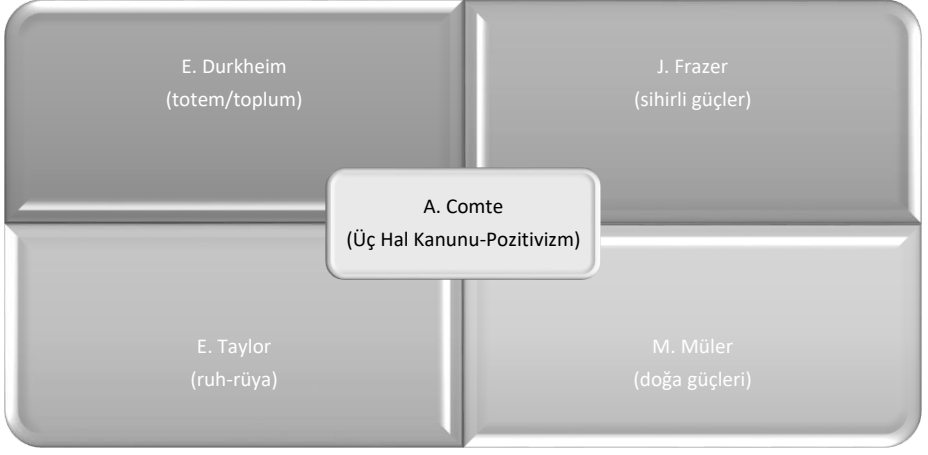 E. Durkheim
(totem/toplum)
J. Frazer
(sihirli güçler)
A. Comte
(Üç Hal Kanunu-Pozitivizm)
E. Taylor
(ruh-rüya)
M. Müler
(doğa güçleri)